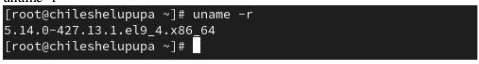 [root@chileshelupupa ~]# uname -r
5.14.0-427.13.1.el9_4.x86_64
[root@chileshelupupa ~]#